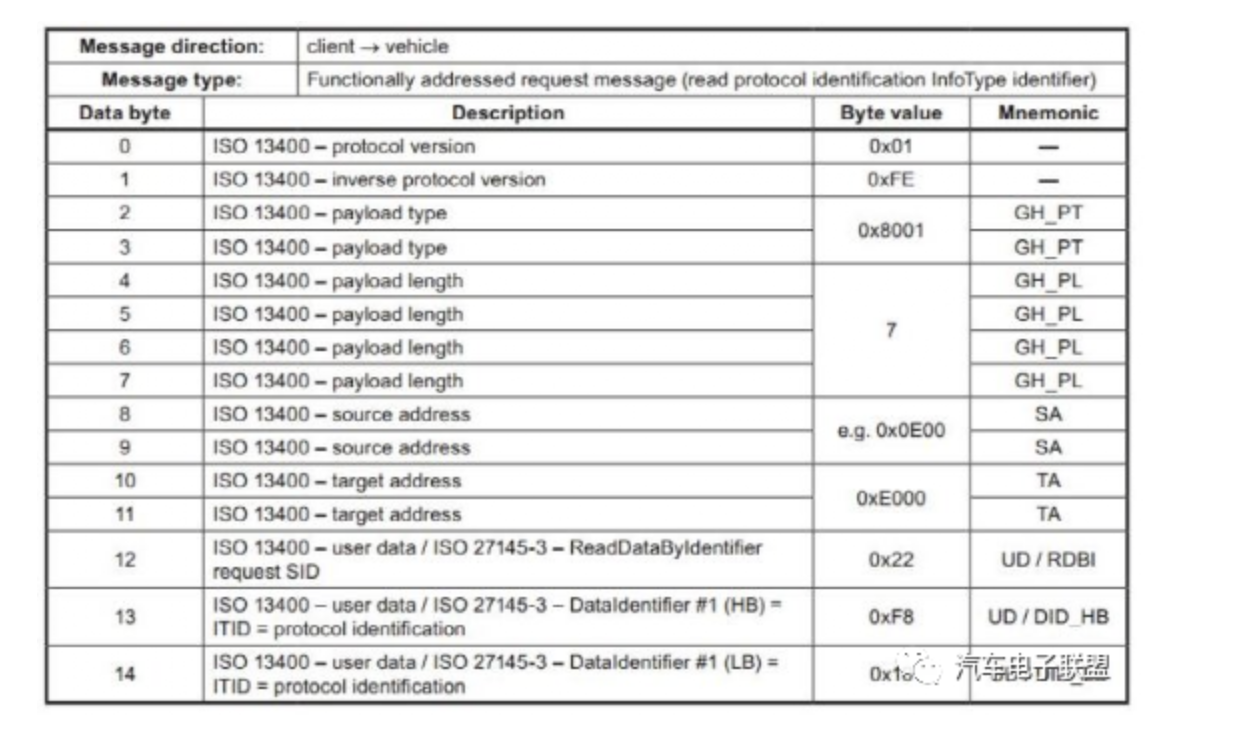 Message direction: client → vehicle
Message type: Functionally addressed request message (read protocol identification InfoType identifier)
Data byte Description Byte value Mnemonic
0 ISO 13400 – protocol version 0x01 —
1 ISO 13400 – inverse protocol version 0xFE —
2 ISO 13400 – payload type 0x8001 GH_PT
3 ISO 13400 – payload type GH_PT
4 ISO 13400 – payload length 7 GH_PL
5 ISO 13400 – payload length GH_PL
6 ISO 13400 – payload length GH_PL
7 ISO 13400 – payload length GH_PL
8 ISO 13400 – source address e.g. 0x0E00 SA
9 ISO 13400 – source address SA
10 ISO 13400 – target address 0xE000 TA
11 ISO 13400 – target address TA
12 ISO 13400 – user data / ISO 27145-3 – ReadDataByIdentifier
request SID 0x22 UD / RDBI
13 ISO 13400 – user data / ISO 27145-3 – DataIdentifier #1 (HB) =
ITID = protocol identification 0xF8 UD / DID_HB
14 ISO 13400 – user data / ISO 27145-3 – DataIdentifier #1 (LB) =
ITID = protocol identification
汽车电子联盟